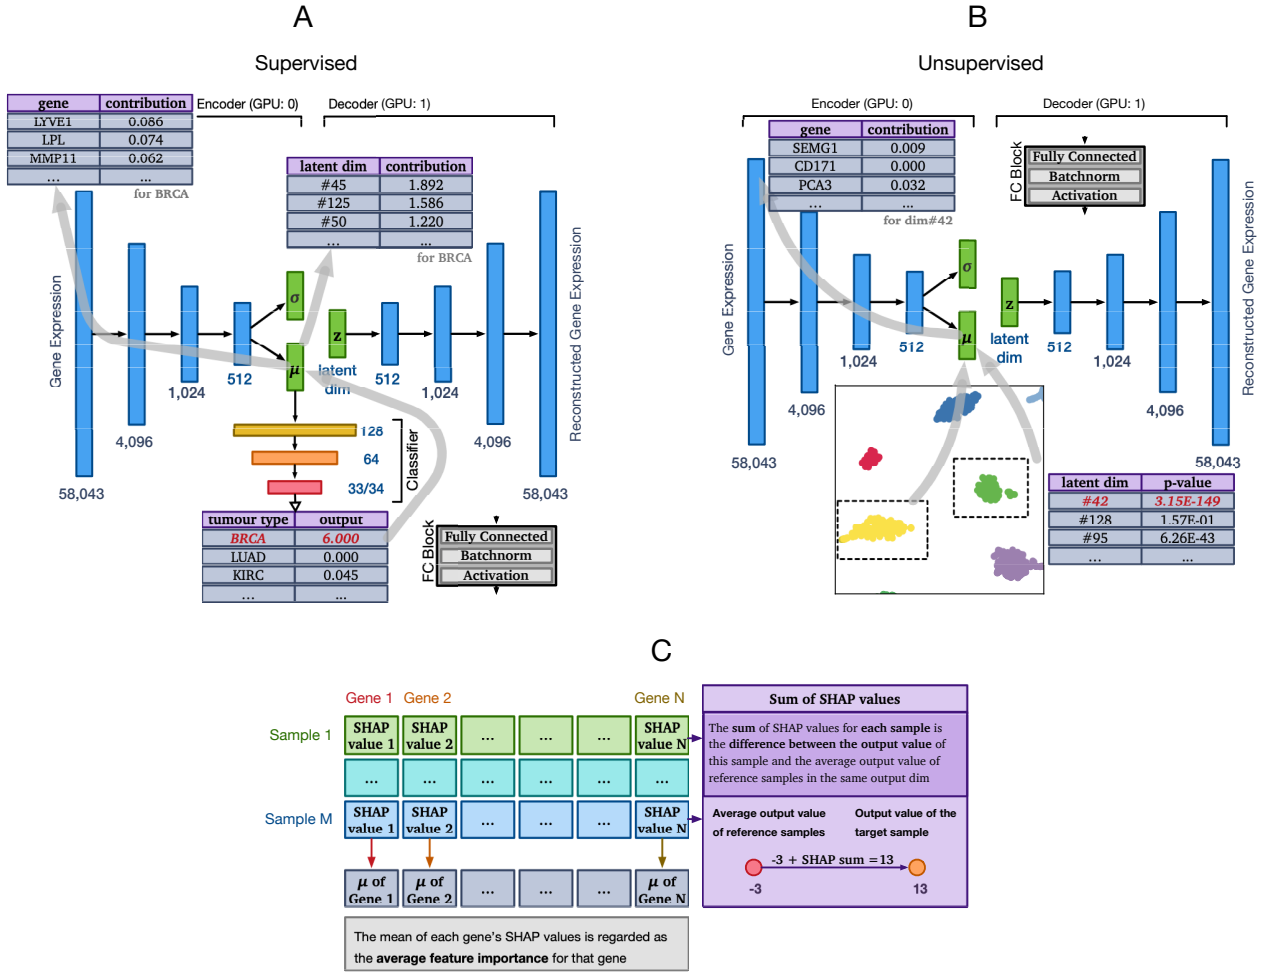 A
Supervised
gene contribution
LYVE1 0.086
LPL 0.074
MMP11 0.062
... ...
for BRCA
Encoder (GPU: 0)
Decoder (GPU: 1)
latent dim contribution
#45 1.892
#125 1.586
#50 1.220
... ...
for BRCA
Gene Expression
58,043
4,096
1,024
512
σ
μ
z
latent
dim
512
1,024
4,096
58,043
Reconstructed Gene Expression
128
64
33/34
Classifier
tumour type output
BRCA 6.000
LUAD 0.000
KIRC 0.045
... ...
FC Block
Fully Connected
Batchnorm
Activation
B
Unsupervised
Encoder (GPU: 0)
Decoder (GPU: 1)
gene contribution
SEMG1 0.009
CD171 0.000
PCA3 0.032
... ...
for dim#42
FC Block
Fully Connected
Batchnorm
Activation
Gene Expression
58,043
4,096
1,024
512
σ
μ
z
latent
dim
512
1,024
4,096
58,043
Reconstructed Gene Expression
latent dim p-value
#42 3.15E-149
#128 1.57E-01
#95 6.26E-43
... ...
C
Gene 1 Gene 2 Gene N
Sample 1
SHAP value 1
SHAP value 2
... ... ...
SHAP value N
... ... ... ... ... ...
Sample M
SHAP value 1
SHAP value 2
... ... ...
SHAP value N
μ of Gene 1
μ of Gene 2
... ... ...
μ of Gene N
The mean of each gene's SHAP values is regarded as
the average feature importance for that gene
Sum of SHAP values
The sum of SHAP values for each sample is
the difference between the output value of
this sample and the average output value of
reference samples in the same output dim
Average output value
of reference samples
Output value of the
target sample
-3 + SHAP sum =13
-3
13